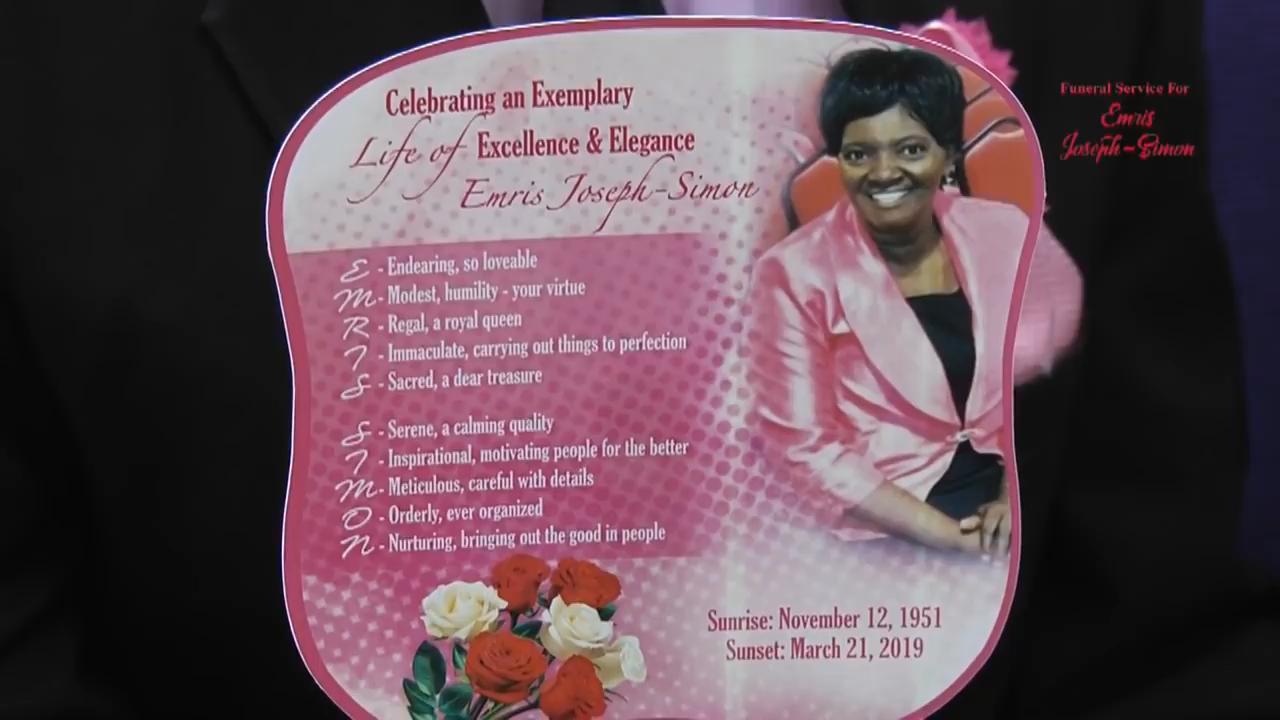 Celebrating an Exemplary
Life of Excellence & Elegance
Emris Joseph-Simon
E - Endearing, so loveable
M - Modest, humility - your virtue
R - Regal, a royal queen
I - Immaculate, carrying out things to perfection
S - Sacred, a dear treasure
S - Serene, a calming quality
I - Inspirational, motivating people for the better
M - Meticulous, careful with details
O - Orderly, ever organized
N - Nurturing, bringing out the good in people
Sunrise: November 12, 1951
Sunset: March 21, 2019
Funeral Service For
Emris
Joseph-Simon